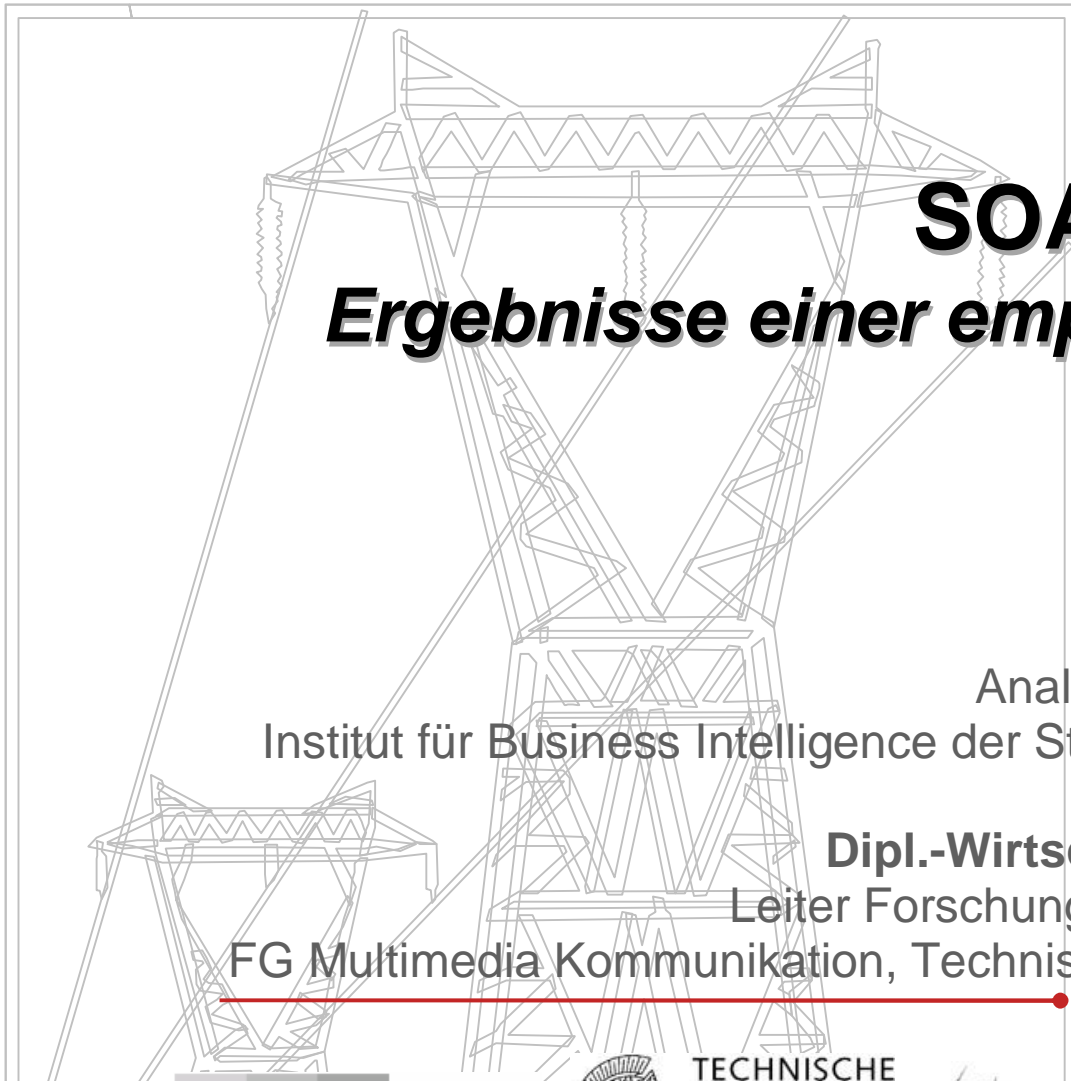 SOA
Ergebnisse einer emp
Anal
Institut für Business Intelligence der St
Dipl.-Wirtsc
Leiter Forschung
FG Multimedia Kommunikation, Technis
TECHNISCHE